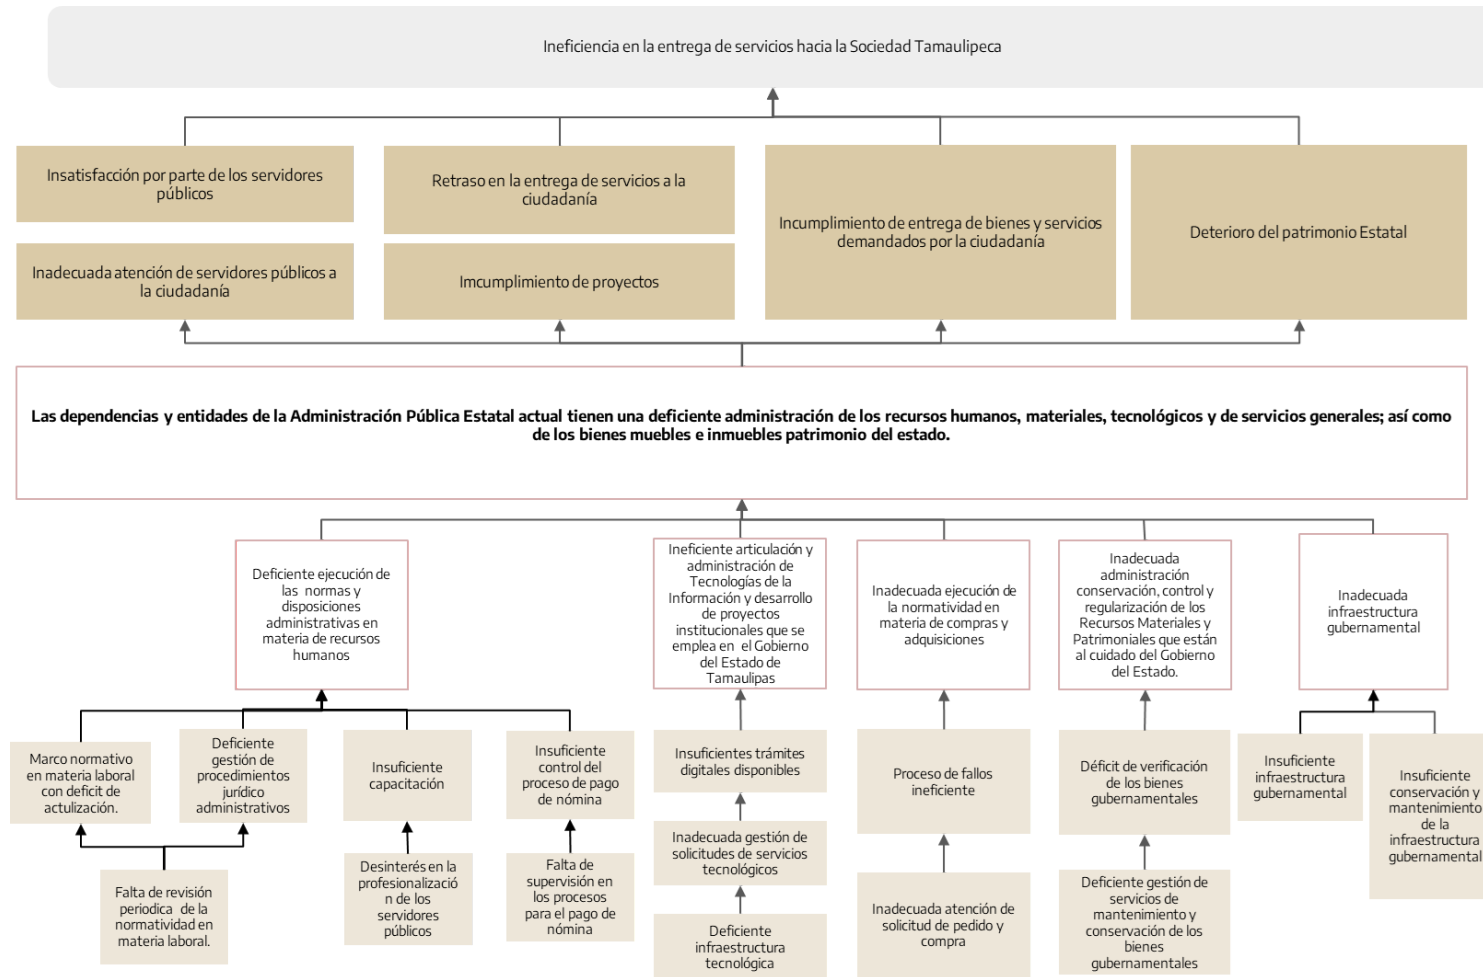 Ineficiencia en la entrega de servicios hacia la Sociedad Tamaulipeca
Insatisfacción por parte de los servidores
públicos
Retraso en la entrega de servicios a la
ciudadanía
Incumplimiento de entrega de bienes y servicios
demandados por la ciudadanía
Deterioro del patrimonio Estatal
Inadecuada atención de servidores públicos a
la ciudadanía
Imcumplimiento de proyectos
Las dependencias y entidades de la Administración Pública Estatal actual tienen una deficiente administración de los recursos humanos, materiales, tecnológicos y de servicios generales; así como
de los bienes muebles e inmuebles patrimonio del estado.
Deficiente ejecución de
las normas y
disposiciones
administrativas en
materia de recursos
humanos
Ineficiente articulación y
administración de
Tecnologías de la
Información y desarrollo
de proyectos
institucionales que se
emplea en el Gobierno
del Estado de
Tamaulipas
Inadecuada ejecución de
la normatividad en
materia de compras y
adquisiciones
Inadecuada
administración
conservación, control y
regularización de los
Recursos Materiales y
Patrimoniales que están
al cuidado del Gobierno
del Estado.
Inadecuada
infraestructura
gubernamental
Marco normativo
en materia laboral
con deficit de
actulización.
Deficiente
gestión de
procedimientos
jurídico
administrativos
Insuficiente
capacitación
Insuficiente
control del
proceso de pago
de nómina
Insuficientes trámites
digitales disponibles
Proceso de fallos
ineficiente
Déficit de verificación
de los bienes
gubernamentales
Insuficiente
infraestructura
gubernamental
Insuficiente
conservación y
mantenimiento
de la
infraestructura
gubernamental
Falta de revisión
periodica de la
normatividad en
materia laboral.
Desinterés en la
profesionalizació
n de los
servidores
públicos
Falta de
supervisión en
los procesos
para el pago de
nómina
Inadecuada gestión de
solicitudes de servicios
tecnológicos
Deficiente
infraestructura
tecnológica
Inadecuada atención de
solicitud de pedido y
compra
Deficiente gestión de
servicios de
mantenimiento y
conservación de los
bienes
gubernamentales